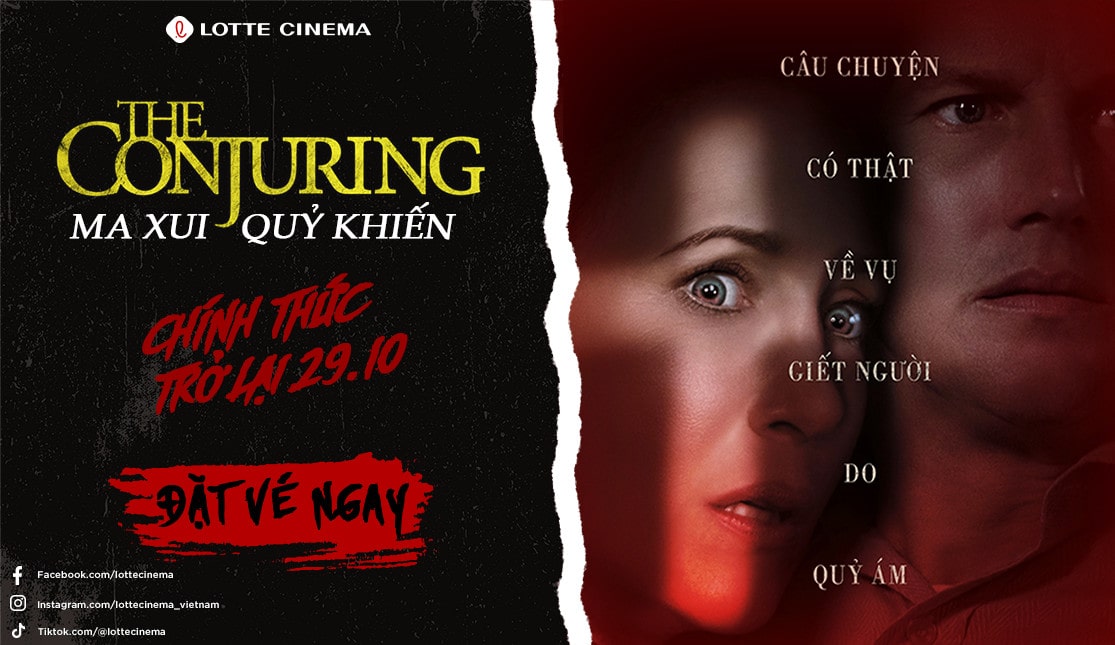 LOTTE CINEMA
THE
CONJURING
MA XUI QUỶ KHIẾN
CHÍNH THỨC
TRỞ LẠI 29.10
ĐẶT VÉ NGAY
Facebook.com/lottecinema
Instagram.com/lottecinema_vietnam
Tiktok.com/@lottecinema
CÂU CHUYỆN
CÓ THẬT
VỀ VỤ
GIẾT NGƯỜI
DO
QUỶ ÁM